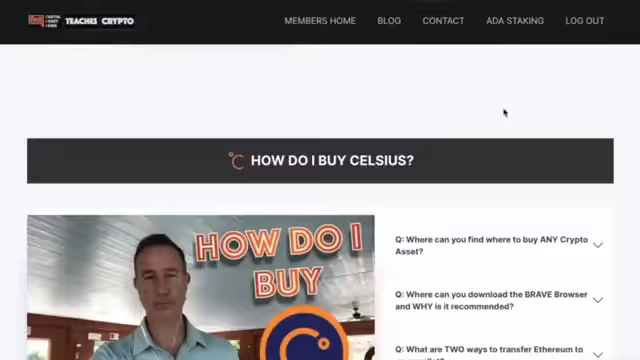 TEACHES CRYPTO
MEMBERS HOME
BLOG
CONTACT
ADA STAKING
LOG OUT
HOW DO I BUY CELSIUS?
HOW DO I
BUY
Q: Where can you find where to buy ANY Crypto
Asset?
Q: Where can you download the BRAVE Browser
and WHY is it recommended?
Q: What are TWO ways to transfer Ethereum to